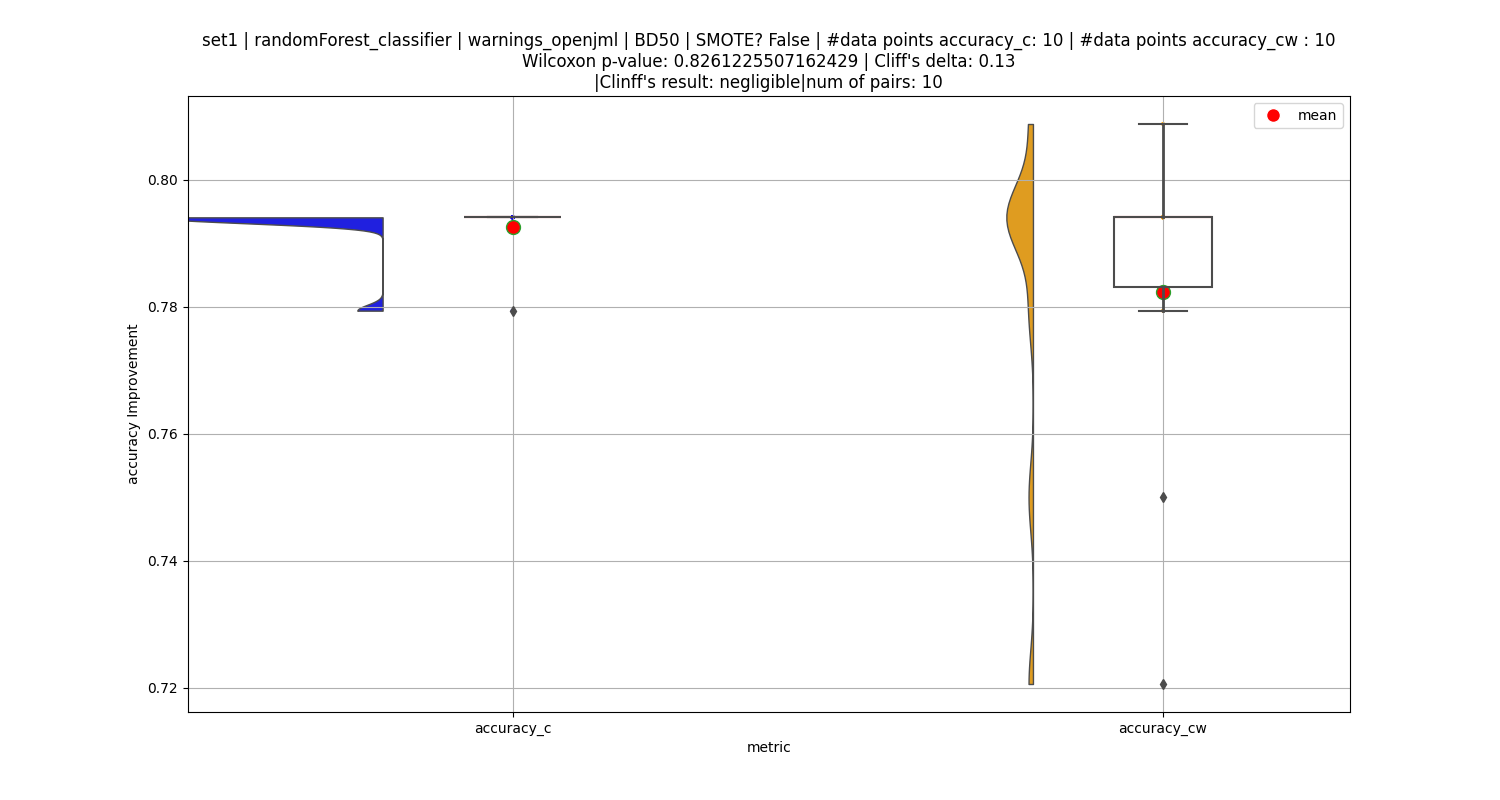 set1 | randomForest_classifier | warnings_openjml | BD50 | SMOTE? False | #data points accuracy_c: 10 | #data points accuracy_cw : 10
Wilcoxon p-value: 0.8261225507162429 | Cliff's delta: 0.13
|Clinff's result: negligible|num of pairs: 10
mean
0.80
0.78
0.76
0.74
0.72
accuracy Improvement
accuracy_c
accuracy_cw
metric